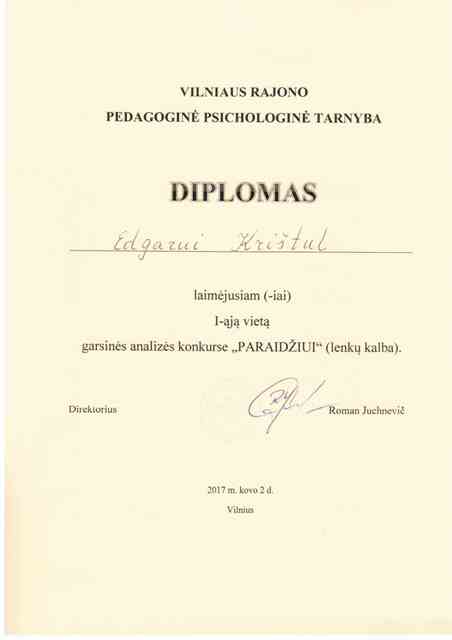 VILNIAUS RAJONO
PEDAGOGINĖ PSICHOLOGINĖ TARNYBA
DIPLOMAS
Edgarui Krištul
laimėjusiam (-iai)
I-ąją vietą
garsinės analizės konkurse „PARAIDŽIUI“ (lenkų kalba).
Direktorius Roman Juchnevič
2017 m. kovo 2 d.
Vilnius